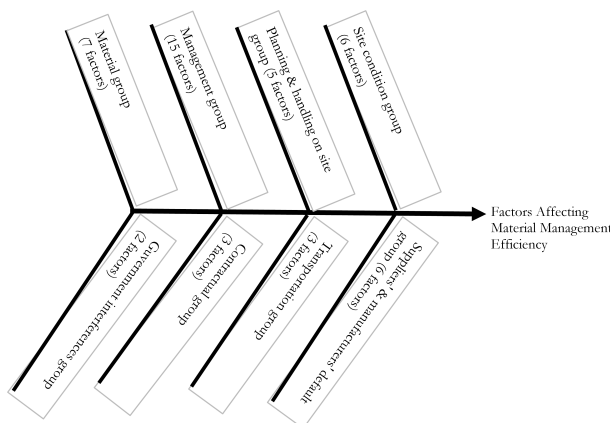 Material group
(7 factors)
Management group
(15 factors)
Planning & handling on site
group (5 factors)
Site condition group
(6 factors)
Factors Affecting
Material Management
Efficiency
Guvernment interferences group
(2 factors)
Contractual group
(3 factors)
Transportation group
(3 factors)
Suppliers' & manufacturers' default
group (6 factors)